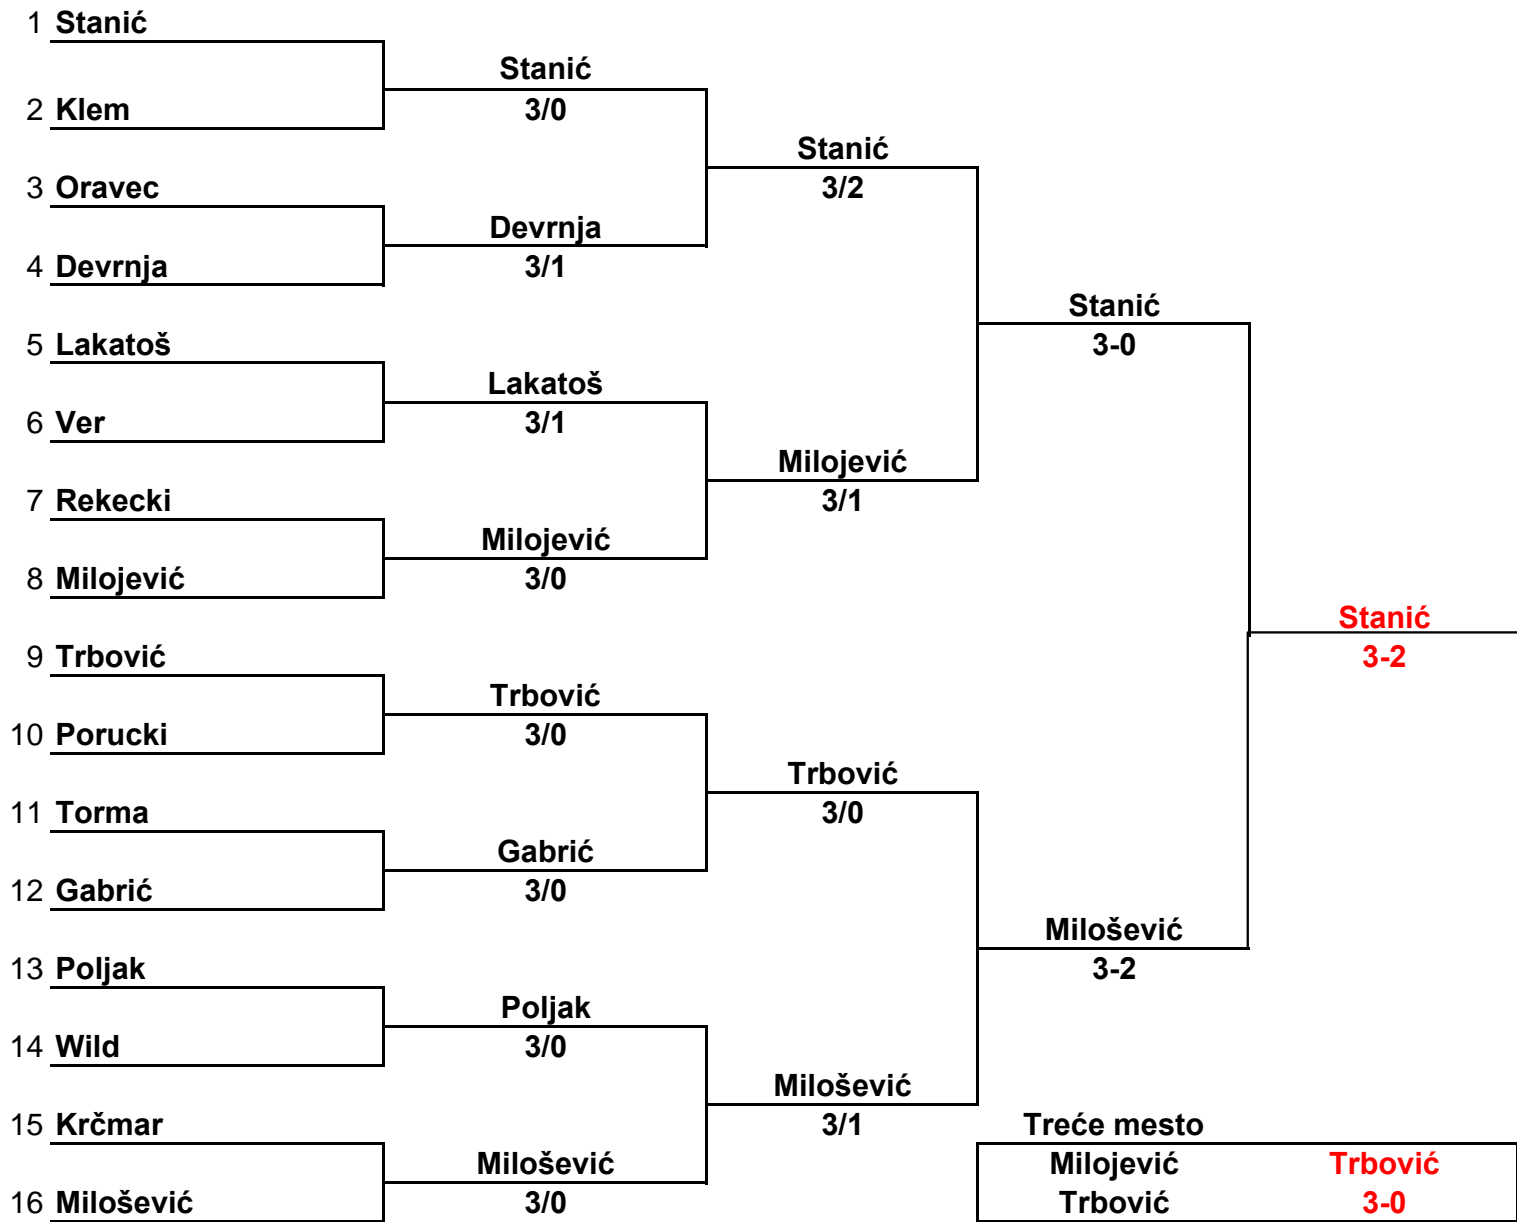 1 Stanić
Stanić
2 Klem
3/0
Stanić
3 Oravec
3/2
Devrnja
4 Devrnja
3/1
Stanić
5 Lakatoš
3-0
Lakatoš
6 Ver
3/1
Milojević
7 Rekecki
3/1
Milojević
8 Milojević
3/0
Stanić
9 Trbović
3-2
Trbović
10 Porucki
3/0
Trbović
11 Torma
3/0
Gabrić
12 Gabrić
3/0
Milošević
13 Poljak
3-2
Poljak
14 Wild
3/0
Milošević
15 Krčmar
3/1
Treće mesto
Milošević
Milojević Trbović
16 Milošević
3/0
Trbović 3-0